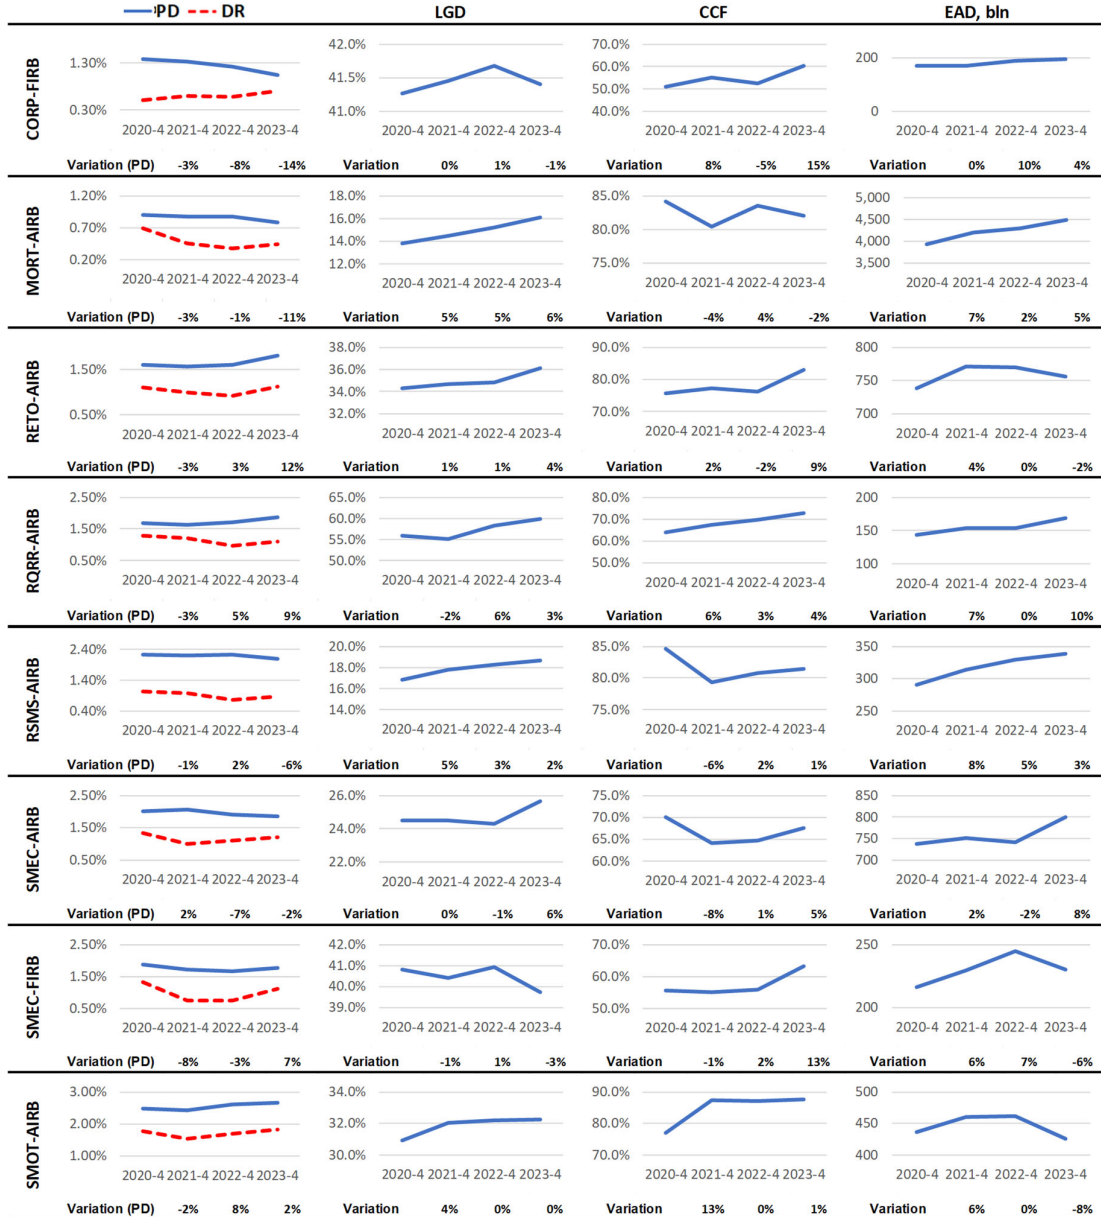 PD DR LGD CCF EAD, bln
CORP-FIRB
1.30%
0.30%
2020-4 2021-4 2022-4 2023-4
42.0%
41.5%
41.0%
2020-4 2021-4 2022-4 2023-4
70.0%
60.0%
50.0%
40.0%
2020-4 2021-4 2022-4 2023-4
200
0
2020-4 2021-4 2022-4 2023-4
Variation (PD) -3% -8% -14% Variation 0% 1% -1% Variation 8% -5% 15% Variation 0% 10% 4%
MORT-AIRB
1.20%
0.70%
0.20%
2020-4 2021-4 2022-4 2023-4
18.0%
16.0%
14.0%
12.0%
2020-4 2021-4 2022-4 2023-4
85.0%
80.0%
75.0%
2020-4 2021-4 2022-4 2023-4
5,000
4,500
4,000
3,500
2020-4 2021-4 2022-4 2023-4
Variation (PD) -3% -1% -11% Variation 5% 5% 6% Variation -4% 4% -2% Variation 7% 2% 5%
RETO-AIRB
1.50%
0.50%
2020-4 2021-4 2022-4 2023-4
38.0%
36.0%
34.0%
32.0%
2020-4 2021-4 2022-4 2023-4
90.0%
80.0%
70.0%
2020-4 2021-4 2022-4 2023-4
800
750
700
2020-4 2021-4 2022-4 2023-4
Variation (PD) -3% 3% 12% Variation 1% 1% 4% Variation 2% -2% 9% Variation 4% 0% -2%
RQRR-AIRB
2.50%
1.50%
0.50%
2020-4 2021-4 2022-4 2023-4
65.0%
60.0%
55.0%
50.0%
2020-4 2021-4 2022-4 2023-4
80.0%
70.0%
60.0%
50.0%
2020-4 2021-4 2022-4 2023-4
200
150
100
2020-4 2021-4 2022-4 2023-4
Variation (PD) -3% 5% 9% Variation -2% 6% 3% Variation 6% 3% 4% Variation 7% 0% 10%
RSMS-AIRB
2.40%
1.40%
0.40%
2020-4 2021-4 2022-4 2023-4
20.0%
18.0%
16.0%
14.0%
2020-4 2021-4 2022-4 2023-4
85.0%
80.0%
75.0%
2020-4 2021-4 2022-4 2023-4
350
300
250
2020-4 2021-4 2022-4 2023-4
Variation (PD) -1% 2% -6% Variation 5% 3% 2% Variation -6% 2% 1% Variation 8% 5% 3%
SMEC-AIRB
2.50%
1.50%
0.50%
2020-4 2021-4 2022-4 2023-4
26.0%
24.0%
22.0%
2020-4 2021-4 2022-4 2023-4
75.0%
70.0%
65.0%
60.0%
2020-4 2021-4 2022-4 2023-4
850
800
750
700
2020-4 2021-4 2022-4 2023-4
Variation (PD) 2% -7% -2% Variation 0% -1% 6% Variation -8% 1% 5% Variation 2% -2% 8%
SMEC-FIRB
2.50%
1.50%
0.50%
2020-4 2021-4 2022-4 2023-4
42.0%
41.0%
40.0%
39.0%
2020-4 2021-4 2022-4 2023-4
70.0%
60.0%
50.0%
2020-4 2021-4 2022-4 2023-4
250
200
2020-4 2021-4 2022-4 2023-4
Variation (PD) -8% -3% 7% Variation -1% 1% -3% Variation -1% 2% 13% Variation 6% 7% -6%
SMOT-AIRB
3.00%
2.00%
1.00%
2020-4 2021-4 2022-4 2023-4
34.0%
32.0%
30.0%
2020-4 2021-4 2022-4 2023-4
90.0%
80.0%
70.0%
2020-4 2021-4 2022-4 2023-4
500
450
400
2020-4 2021-4 2022-4 2023-4
Variation (PD) -2% 8% 2% Variation 4% 0% 0% Variation 13% 0% 1% Variation 6% 0% -8%